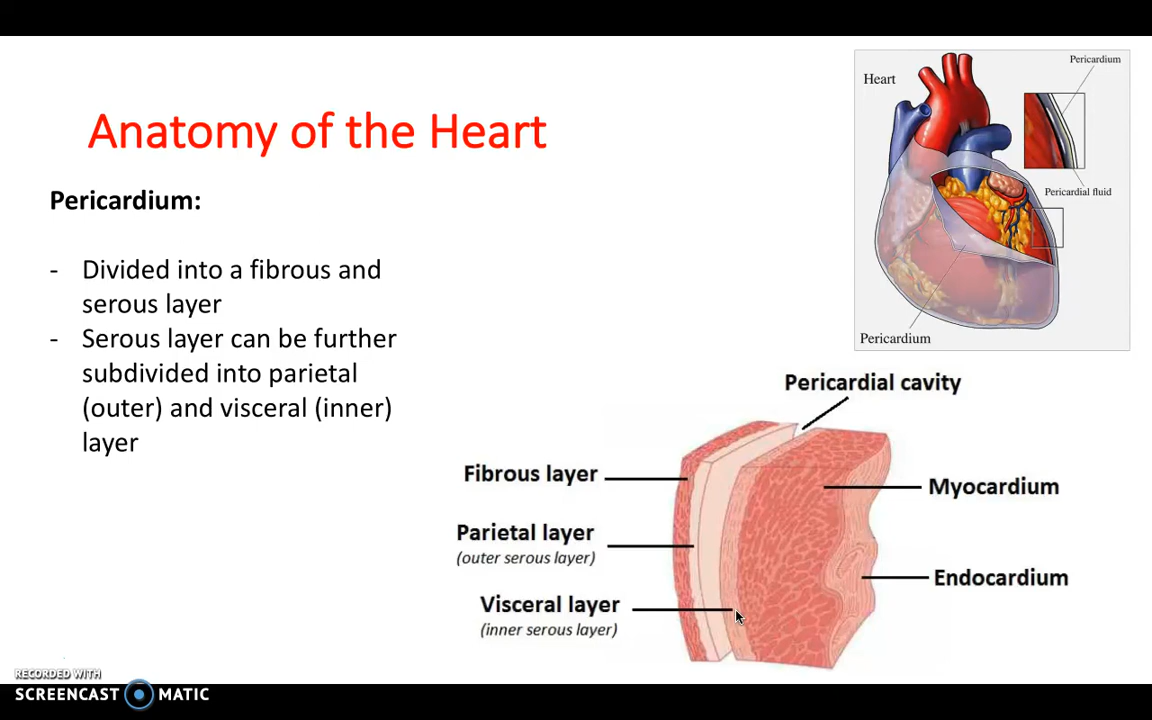 Anatomy of the Heart
Pericardium:
- Divided into a fibrous and
serous layer
- Serous layer can be further
subdivided into parietal
(outer) and visceral (inner)
layer
Heart
Pericardium
Pericardial fluid
Pericardium
Pericardial cavity
Fibrous layer
Parietal layer
(outer serous layer)
Visceral layer
(inner serous layer)
Myocardium
Endocardium
RECORDED WITH
SCREENCAST MATIC